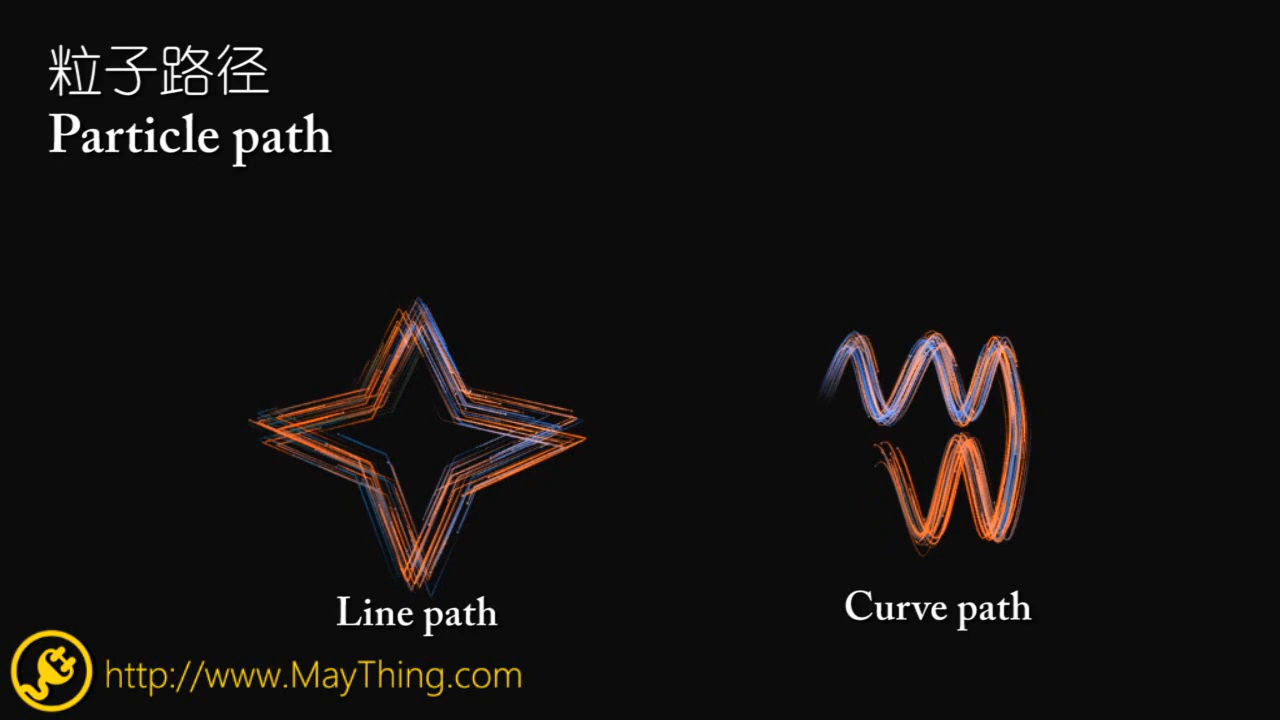 粒子路径
Particle path
Line path
Curve path
http://www.MayThing.com